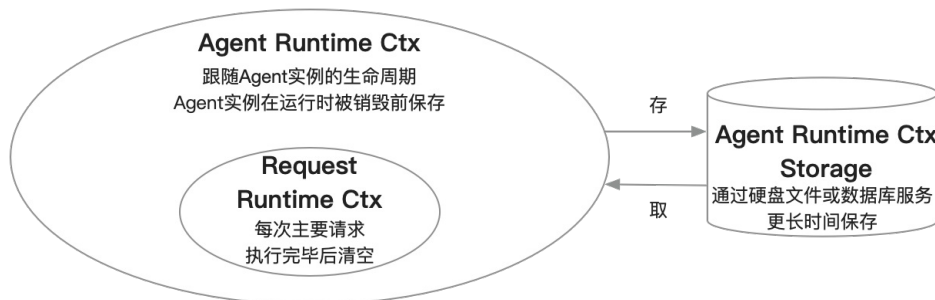 Agent Runtime Ctx
跟随Agent实例的生命周期
Agent实例在运行时被销毁前保存
Request
Runtime Ctx
每次主要请求
执行完毕后清空
存
取
Agent Runtime Ctx
Storage
通过硬盘文件或数据库服务
更长时间保存